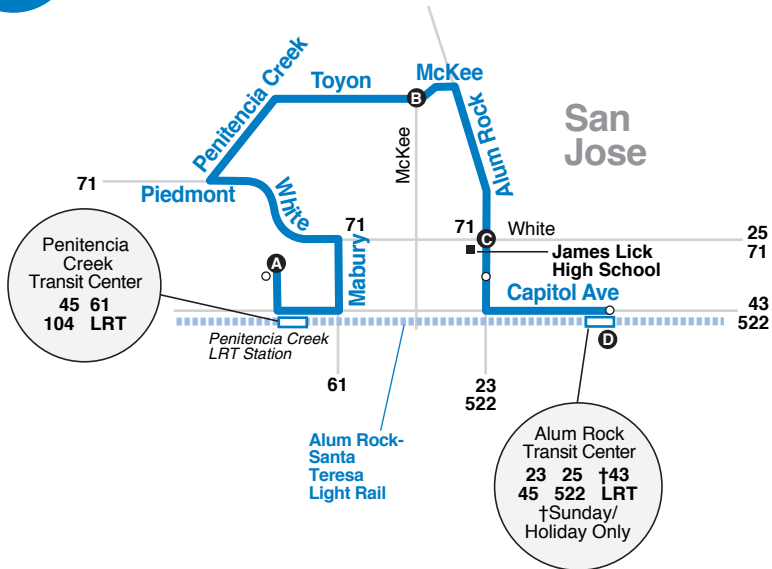 Penitencia Creek
Toyon
B
McKee
Alum Rock
McKee
San
Jose
71
Piedmont
White
71
Mabury
71
C
White
25
71
James Lick
High School
A
Penitencia
Creek
Transit Center
45 61
104 LRT
Capitol Ave
43
522
Penitencia Creek
LRT Station
D
61
23
522
Alum Rock-
Santa
Teresa
Light Rail
Alum Rock
Transit Center
23 25 †43
45 522 LRT
†Sunday/
Holiday Only